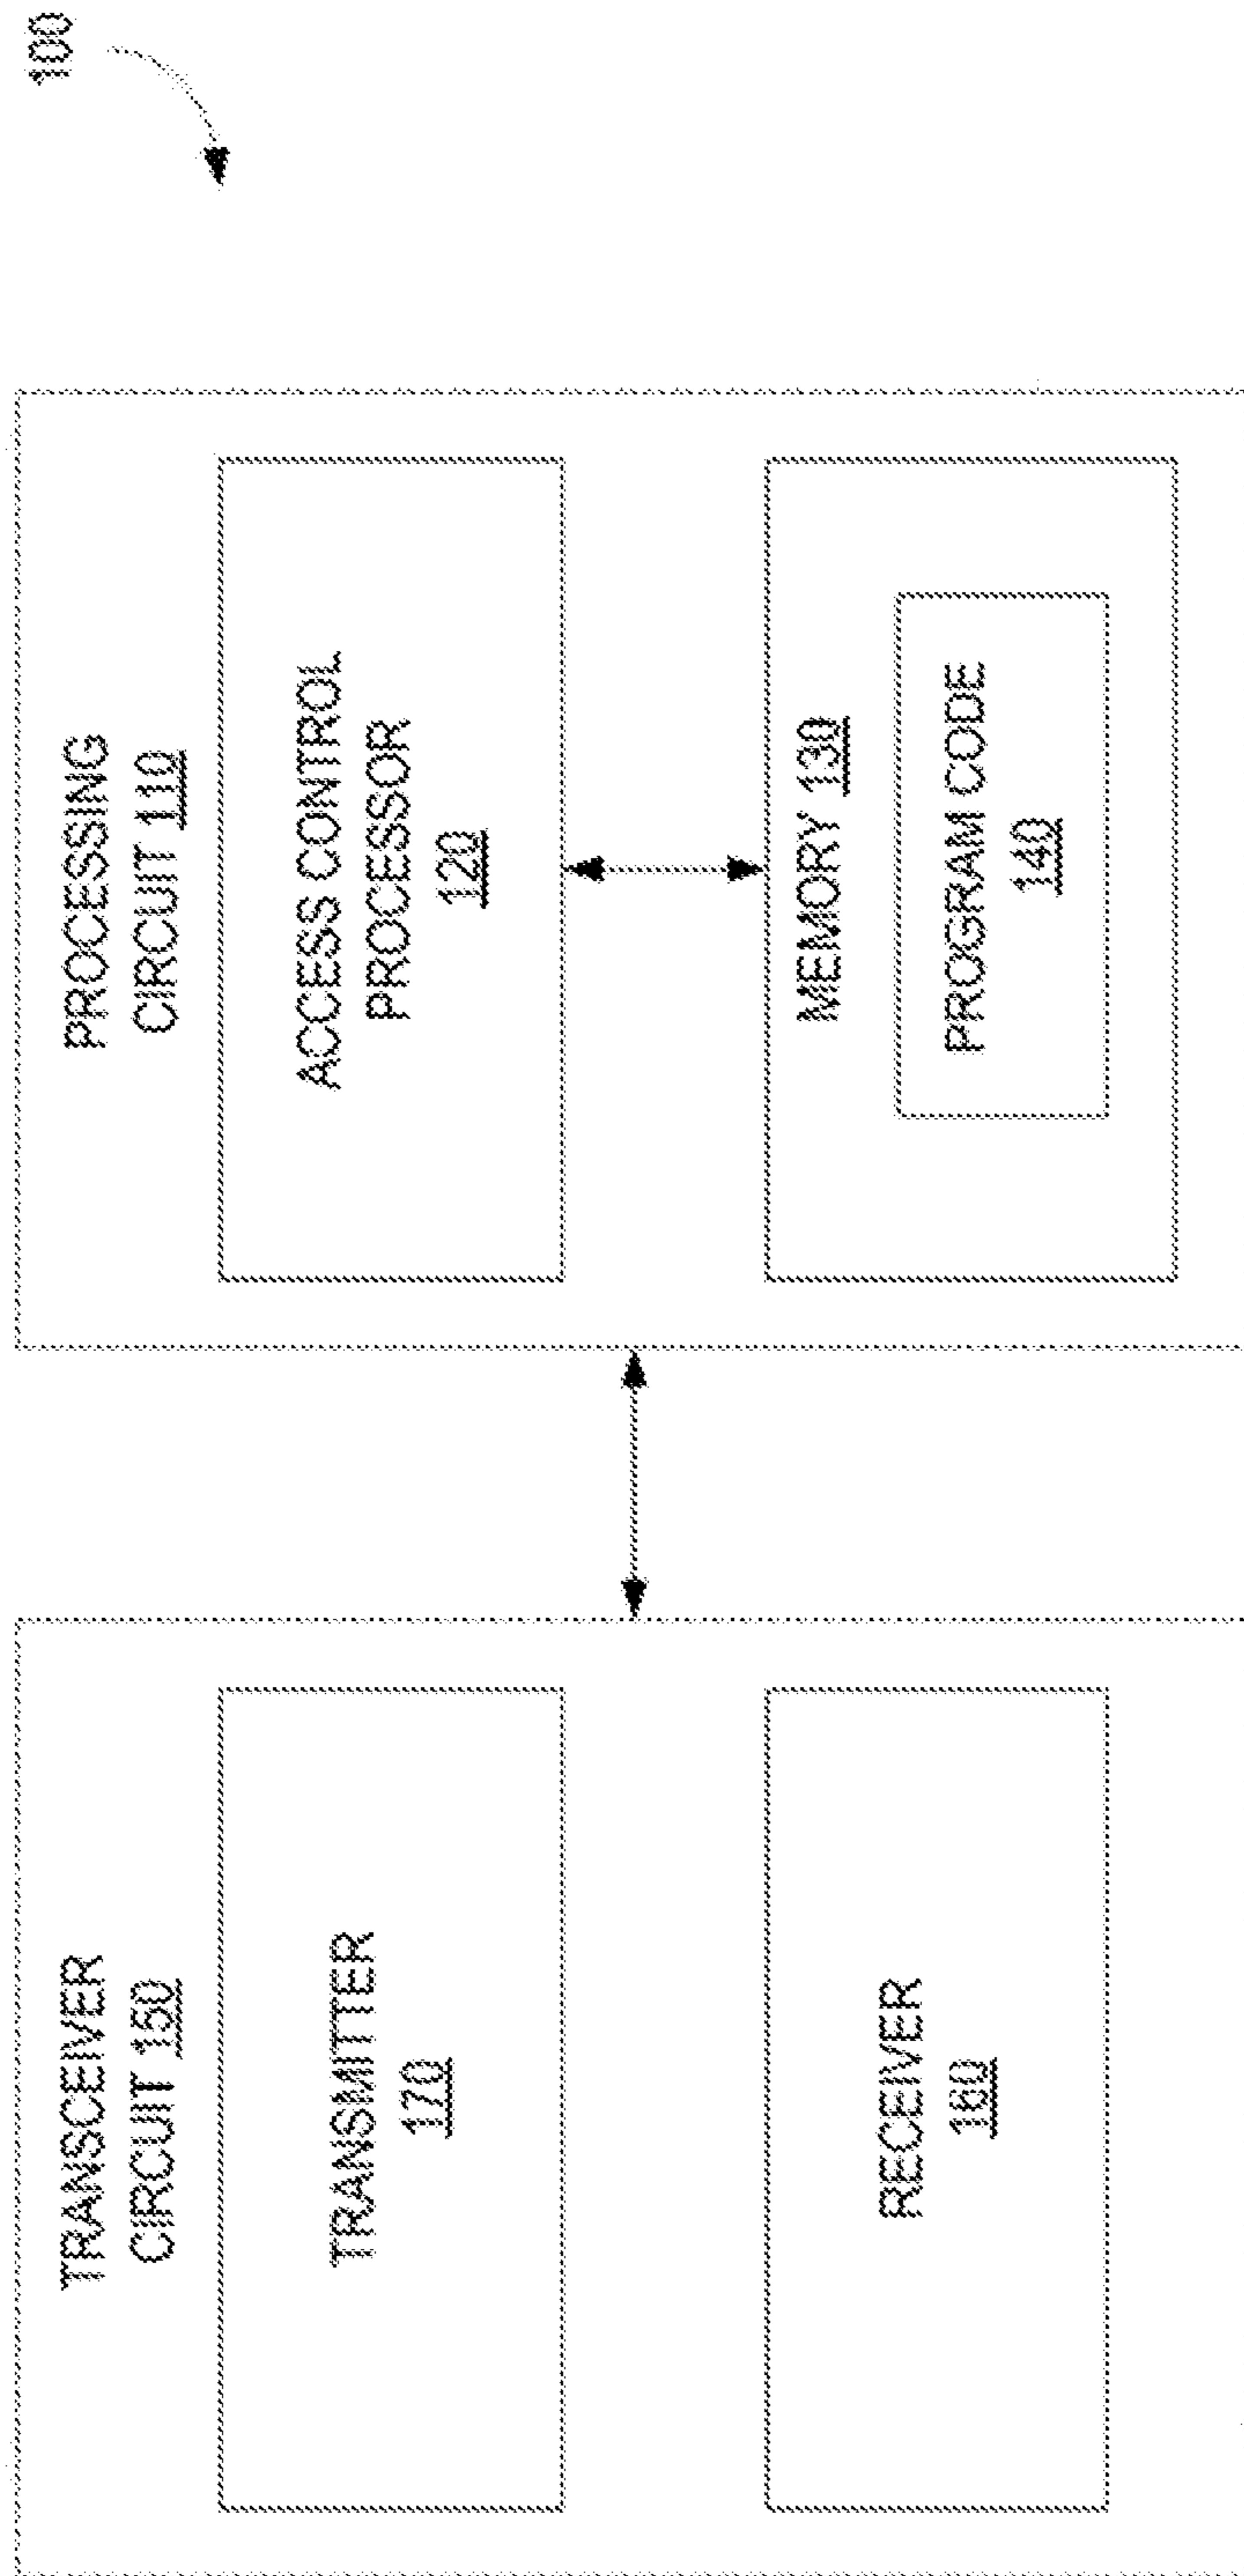 100
TRANSCEIVER
CIRCUIT 150
TRANSMITTER
170
RECEIVER
160
PROCESSING
CIRCUIT 110
ACCESS CONTROL
PROCESSOR
120
MEMORY 130
PROGRAM CODE
140